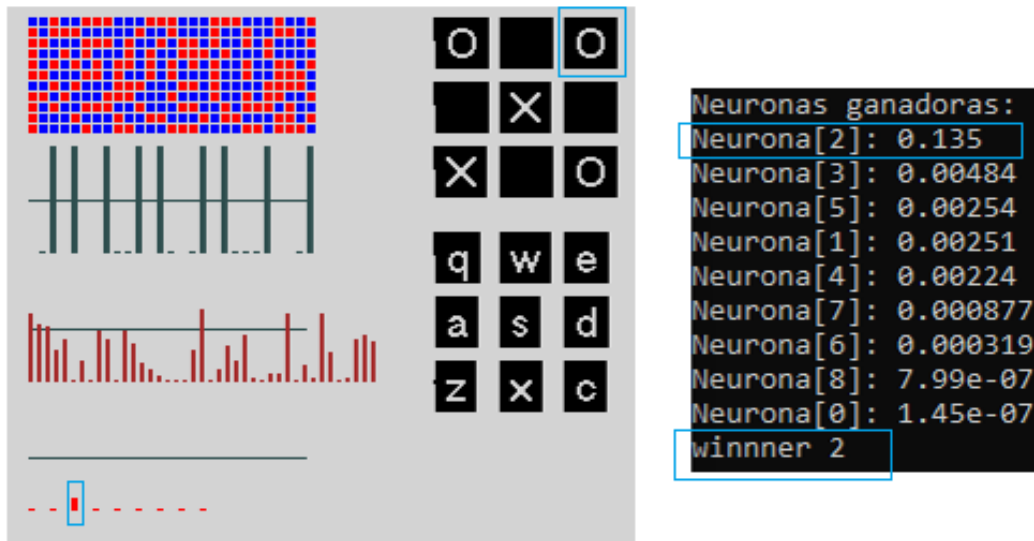 O O
X
X O
q w e
a s d
z x c
Neuronas ganadoras:
Neurona[2]: 0.135
Neurona[3]: 0.00484
Neurona[5]: 0.00254
Neurona[1]: 0.00251
Neurona[4]: 0.00224
Neurona[7]: 0.000877
Neurona[6]: 0.000319
Neurona[8]: 7.99e-07
Neurona[0]: 1.45e-07
winnner 2